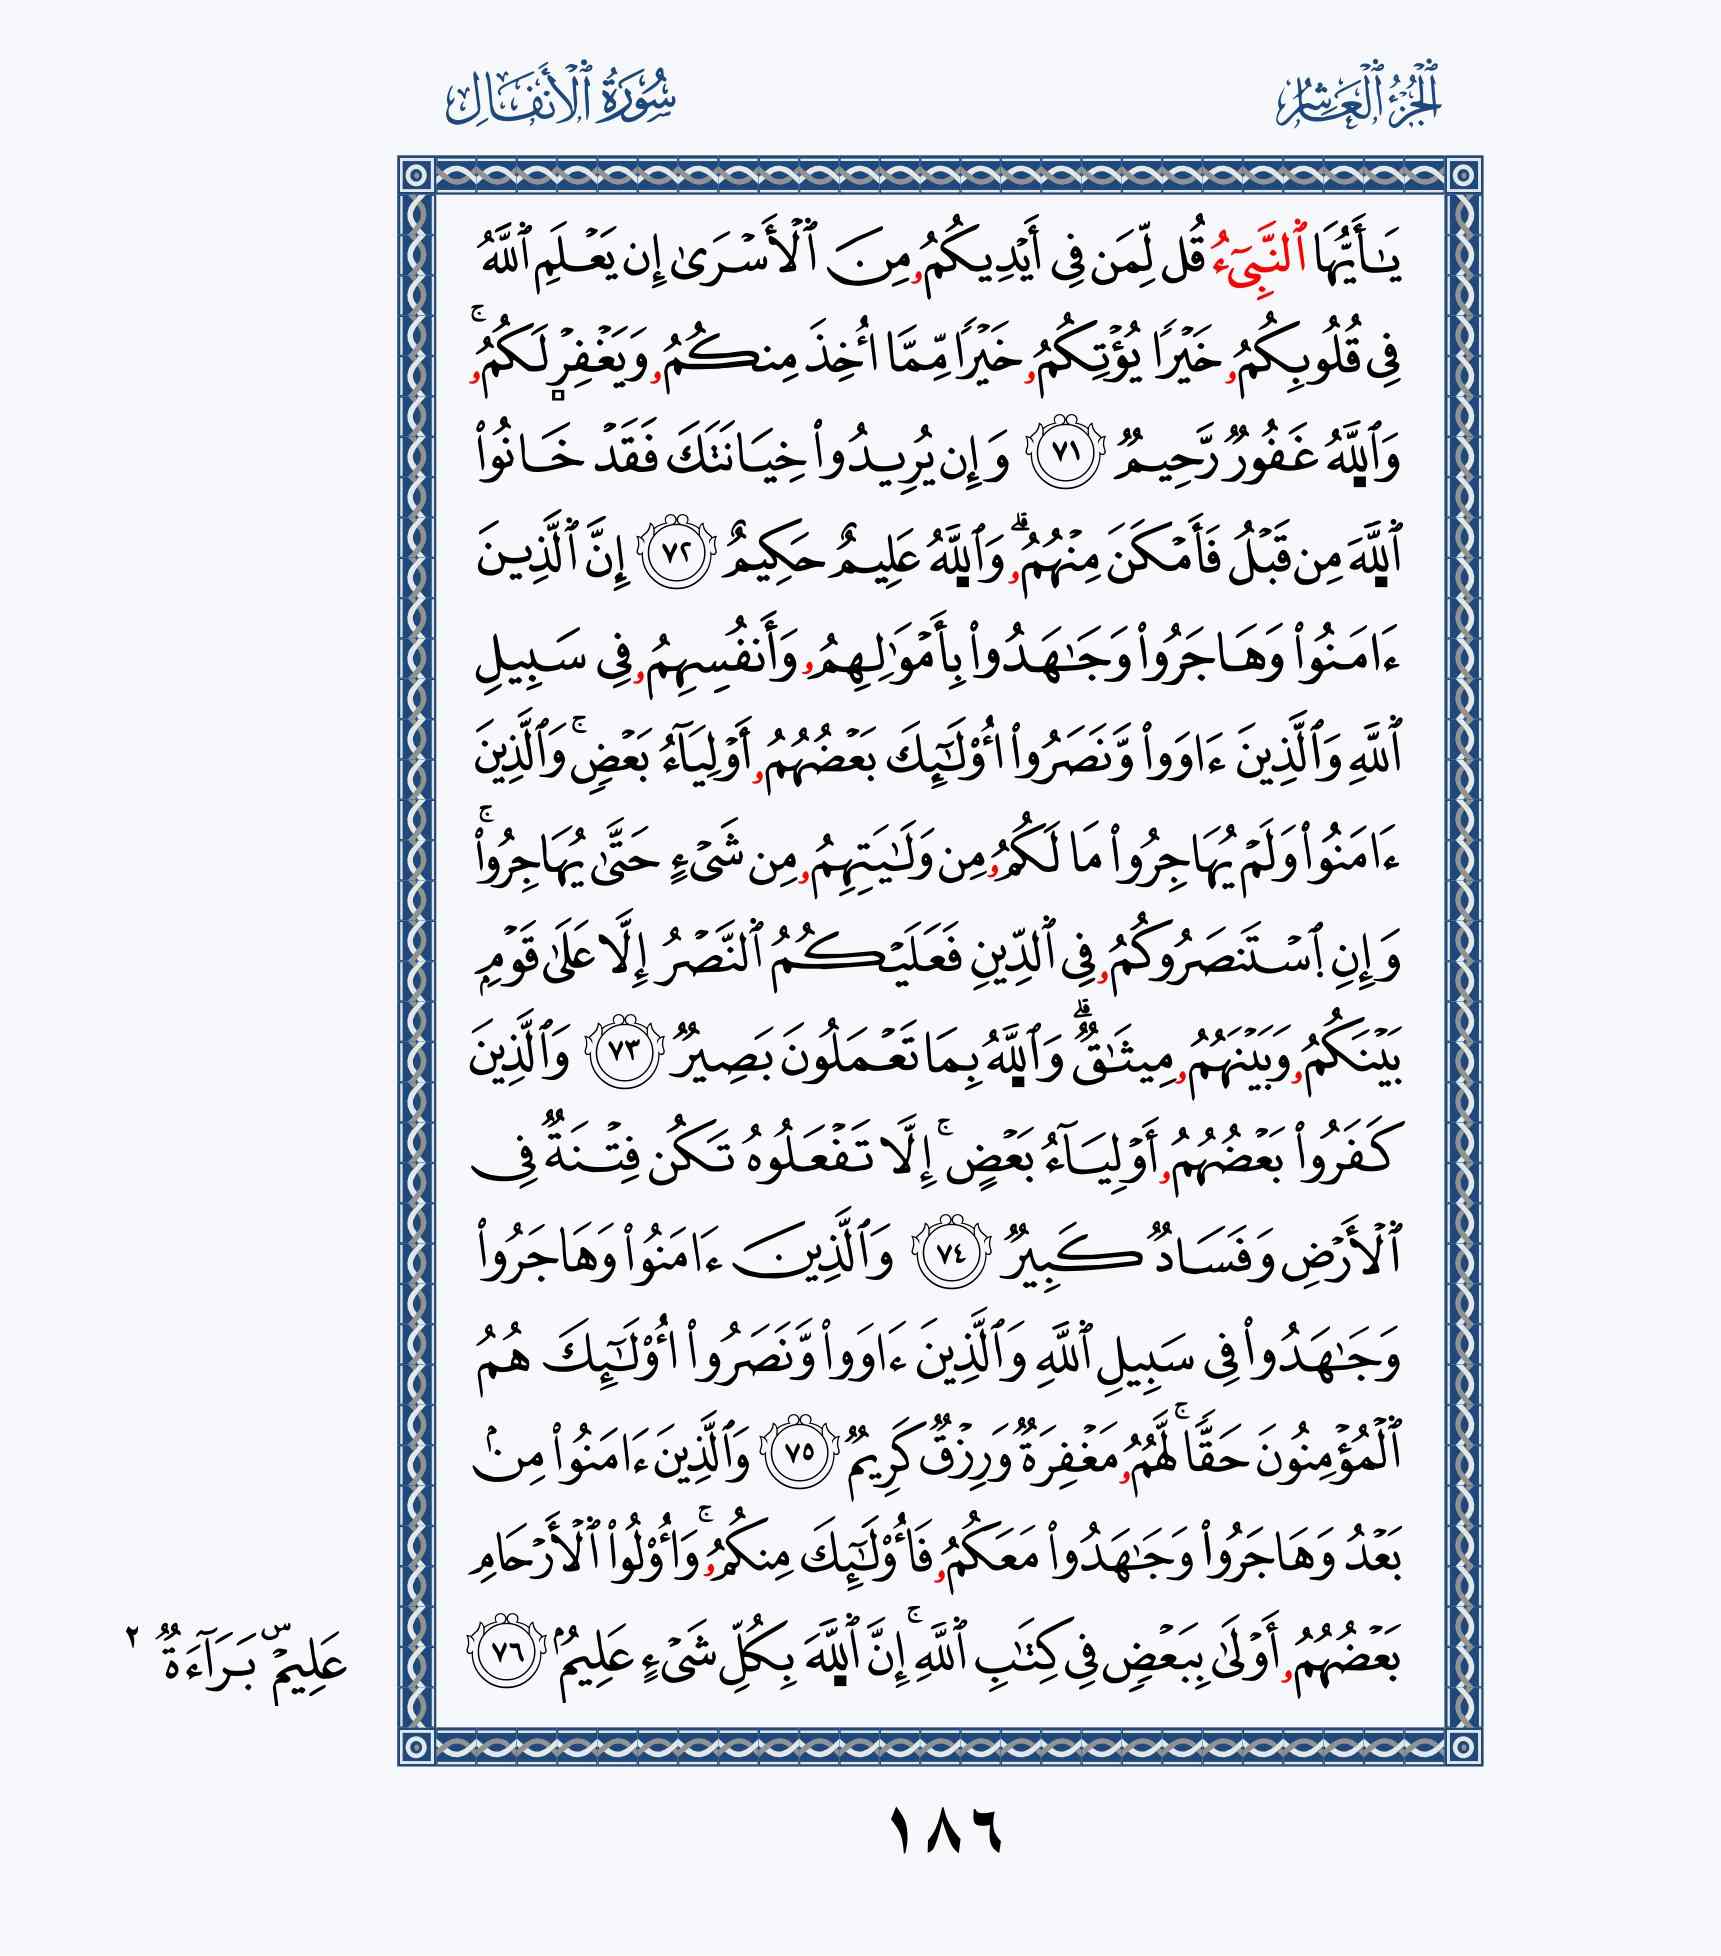 ٱلْجُزْءُ ٱلْعَاشِرُ
سُورَةُ ٱلْأَنفَالِ
يَـٰٓأَيُّهَا ٱلنَّبِىٓءُ قُل لِّمَن فِى أَيْدِيكُمُۥ مِنَ ٱلْأَسْرَىٰ إِن يَعْلَمِ ٱللَّهُ
فِى قُلُوبِكُمُۥ خَيْرًا يُؤْتِكُمُۥ خَيْرًا مِّمَّا أُخِذَ مِنكُمُۥ وَيَغْفِرْ لَكُمُۥۚ
وَٱللَّهُ غَفُورٌ رَّحِيمٌ ٧١ وَإِن يُرِيدُوا۟ خِيَانَتَكَ فَقَدْ خَانُوا۟
ٱللَّهَ مِن قَبْلُ فَأَمْكَنَ مِنْهُمُۥۗ وَٱللَّهُ عَلِيمٌ حَكِيمٌ ٧٢ إِنَّ ٱلَّذِينَ
ءَامَنُوا۟ وَهَاجَرُوا۟ وَجَـٰهَدُوا۟ بِأَمْوَٰلِهِمُۥ وَأَنفُسِهِمُۥ فِى سَبِيلِ
ٱللَّهِ وَٱلَّذِينَ ءَاوَوا۟ وَّنَصَرُوا۟ أُو۟لَـٰٓئِكَ بَعْضُهُمُۥ أَوْلِيَآءُ بَعْضٍۚ وَٱلَّذِينَ
ءَامَنُوا۟ وَلَمْ يُهَاجِرُوا۟ مَا لَكُمُۥ مِن وَلَـٰيَتِهِمُۥ مِن شَىْءٍ حَتَّىٰ يُهَاجِرُوا۟ۚ
وَإِنِ ٱسْتَنصَرُوكُمُۥ فِى ٱلدِّينِ فَعَلَيْكُمُ ٱلنَّصْرُ إِلَّا عَلَىٰ قَوْمٍ
بَيْنَكُمُۥ وَبَيْنَهُمُۥ مِيثَـٰقٌۗ وَٱللَّهُ بِمَا تَعْمَلُونَ بَصِيرٌ ٧٣ وَٱلَّذِينَ
كَفَرُوا۟ بَعْضُهُمُۥ أَوْلِيَآءُ بَعْضٍۚ إِلَّا تَفْعَلُوهُ تَكُن فِتْنَةٌ فِى
ٱلْأَرْضِ وَفَسَادٌ كَبِيرٌ ٧٤ وَٱلَّذِينَ ءَامَنُوا۟ وَهَاجَرُوا۟
وَجَـٰهَدُوا۟ فِى سَبِيلِ ٱللَّهِ وَٱلَّذِينَ ءَاوَوا۟ وَّنَصَرُوا۟ أُو۟لَـٰٓئِكَ هُمُ
ٱلْمُؤْمِنُونَ حَقًّاۚ لَّهُمُۥ مَغْفِرَةٌ وَرِزْقٌ كَرِيمٌ ٧٥ وَٱلَّذِينَ ءَامَنُوا۟ مِنۢ
بَعْدُ وَهَاجَرُوا۟ وَجَـٰهَدُوا۟ مَعَكُمُۥ فَأُو۟لَـٰٓئِكَ مِنكُمُۥۚ وَأُو۟لُوا۟ ٱلْأَرْحَامِ
بَعْضُهُمُۥ أَوْلَىٰ بِبَعْضٍ فِى كِتَـٰبِ ٱللَّهِۚ إِنَّ ٱللَّهَ بِكُلِّ شَىْءٍ عَلِيمٌۢ ٧٦
عَلِيمٌۜ بَرَآءَةٌ ٢
١٨٦